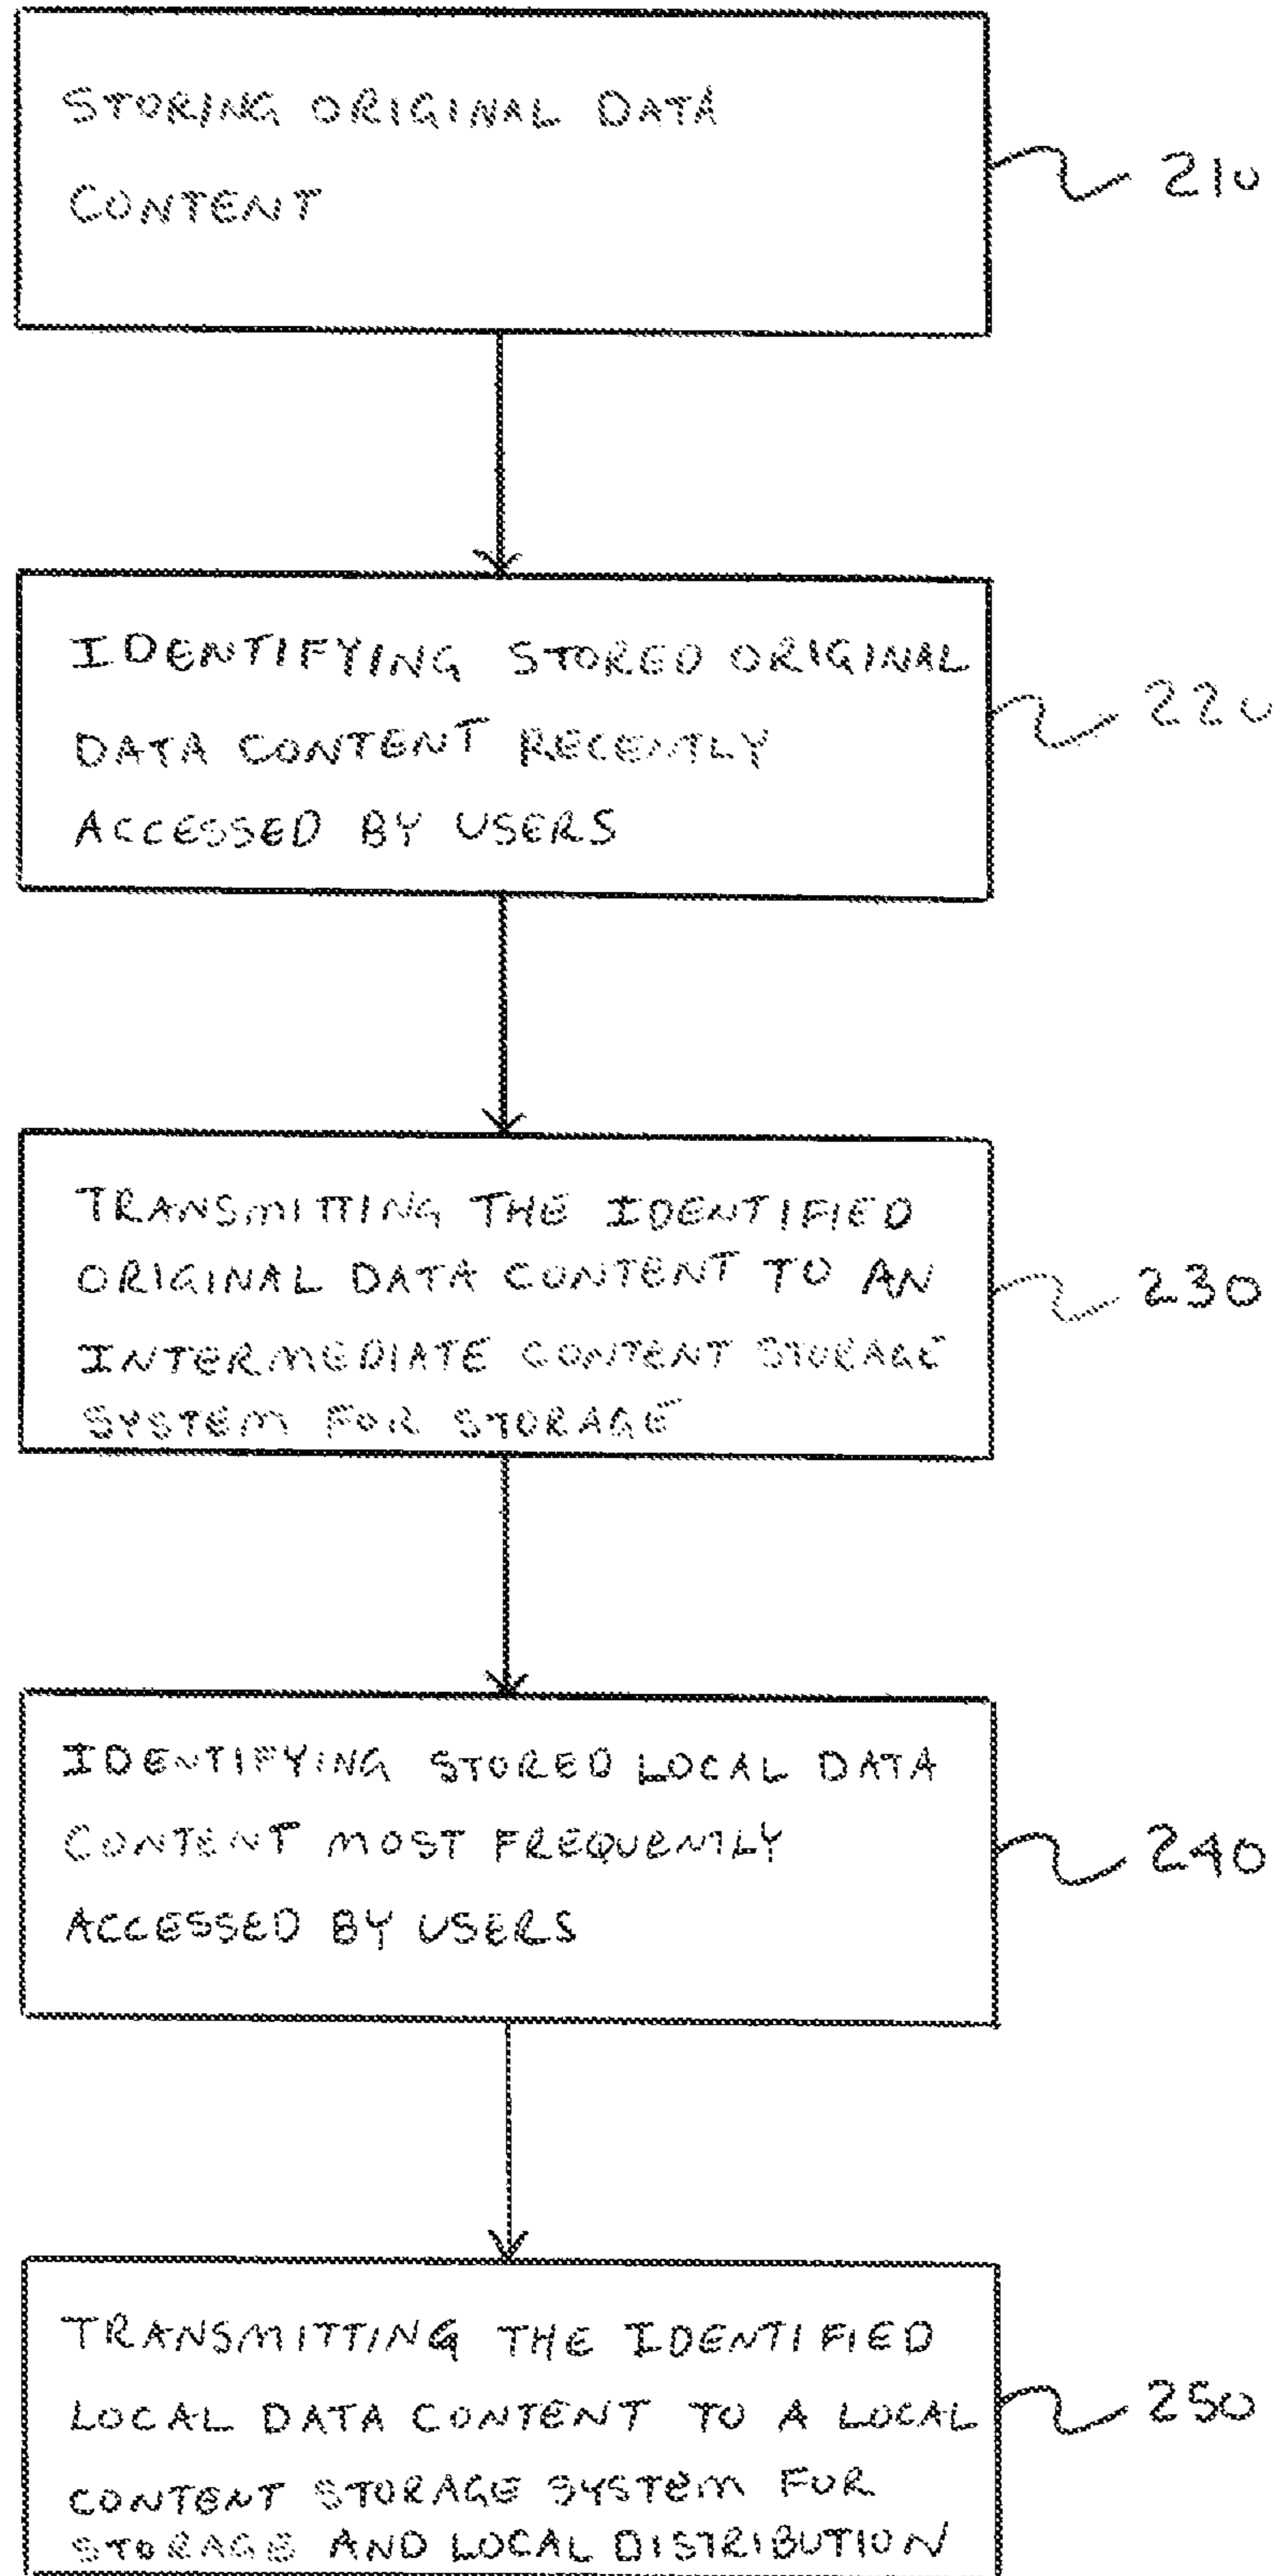 STORING ORIGINAL DATA
CONTENT
210
IDENTIFYING STORED ORIGINAL
DATA CONTENT RECENTLY
ACCESSED BY USERS
220
TRANSMITTING THE IDENTIFIED
ORIGINAL DATA CONTENT TO AN
INTERMEDIATE CONTENT STORAGE
SYSTEM FOR STORAGE
230
IDENTIFYING STORED LOCAL DATA
CONTENT MOST FREQUENTLY
ACCESSED BY USERS
240
TRANSMITTING THE IDENTIFIED
LOCAL DATA CONTENT TO A LOCAL
CONTENT STORAGE SYSTEM FOR
STORAGE AND LOCAL DISTRIBUTION
250